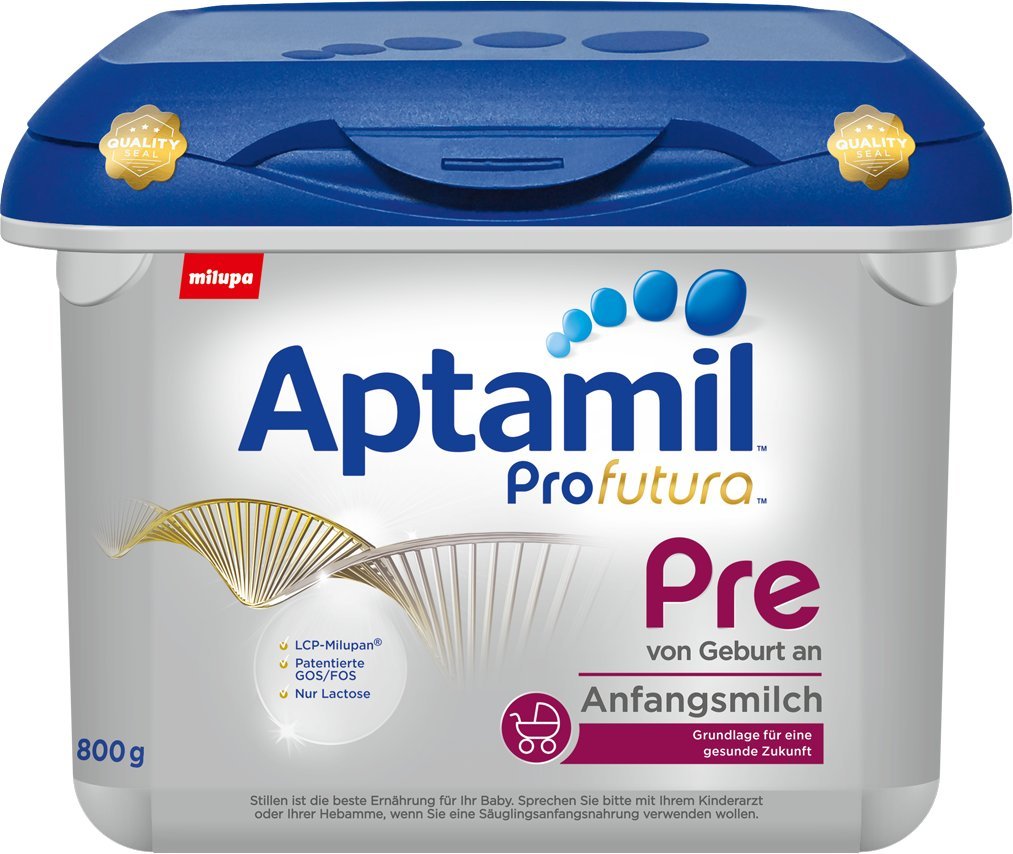 QUALITY
SEAL
QUALITY
SEAL
milupa
Aptamil™
Profutura™
Pre
von Geburt an
Anfangsmilch
Grundlage für eine
gesunde Zukunft
LCP-Milupan®
Patentierte
GOS/FOS
Nur Lactose
800g
Stillen ist die beste Ernährung für Ihr Baby. Sprechen Sie bitte mit Ihrem Kinderarzt
oder Ihrer Hebamme, wenn Sie eine Säuglingsanfangsnahrung verwenden wollen.